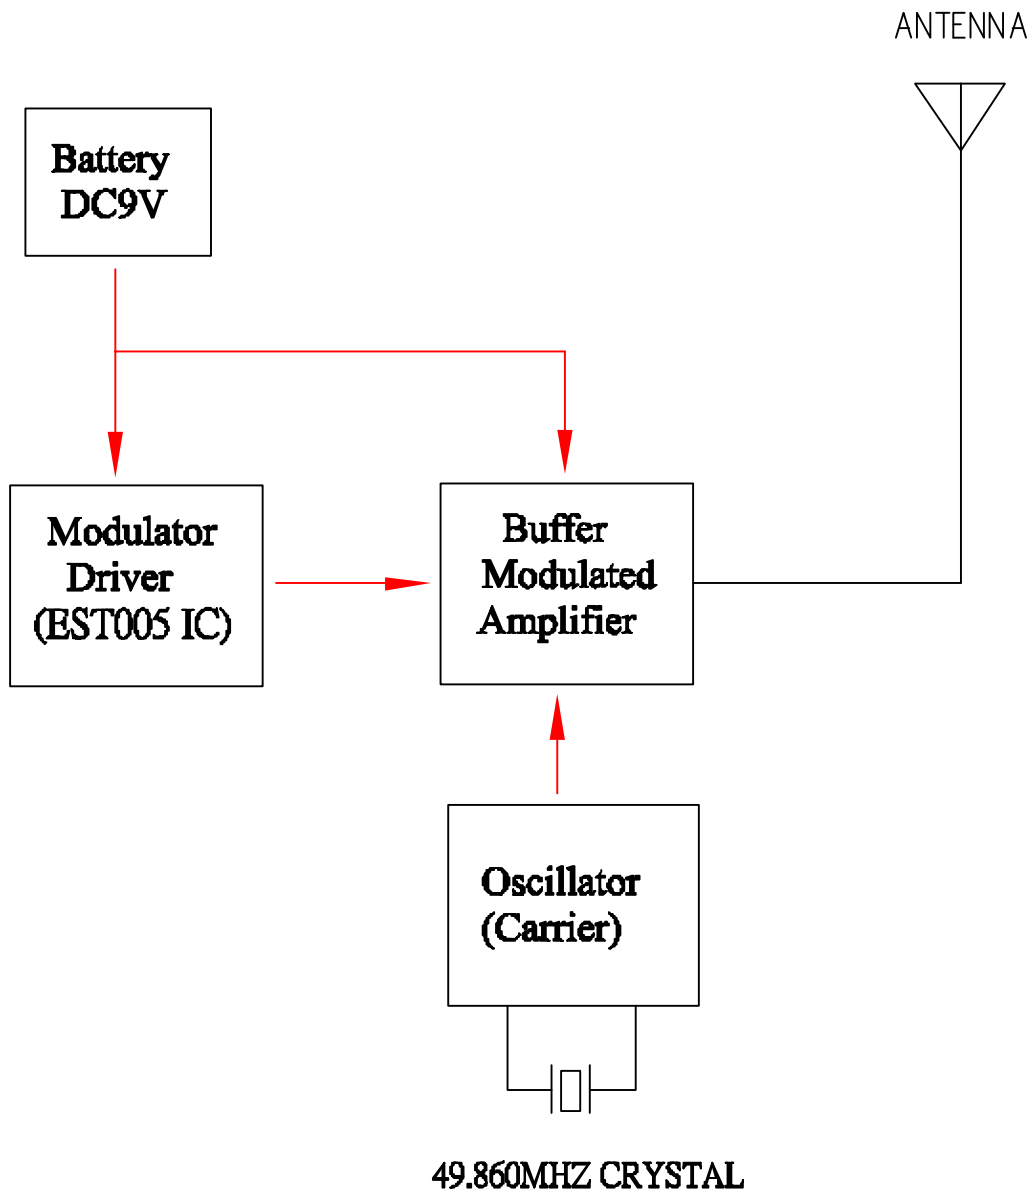 ANTENNA
Battery
DC9V
Modulator
Driver
(EST005 IC)
Buffer
Modulated
Amplifier
Oscillator
(Carrier)
49.860MHZ CRYSTAL